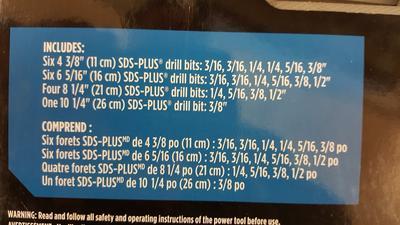 INCLUDES:
Six 4 3/8" (11 cm) SDS-PLUS® drill bits: 3/16, 3/16, 1/4, 1/4, 5/16, 3/8"
Six 6 5/16" (16 cm) SDS-PLUS® drill bits: 3/16, 3/16, 1/4, 5/16, 3/8, 1/2"
Four 8 1/4" (21 cm) SDS-PLUS® drill bits: 1/4, 5/16, 3/8, 1/2"
One 10 1/4" (26 cm) SDS-PLUS® drill bit: 3/8"
COMPREND :
Six forets SDS-PLUSᴹᴰ de 4 3/8 po (11 cm) : 3/16, 3/16, 1/4, 1/4, 5/16, 3/8 po
Six forets SDS-PLUSᴹᴰ de 6 5/16 (16 cm) : 3/16, 3/16, 1/4, 5/16, 3/8, 1/2 po
Quatre forets SDS-PLUSᴹᴰ de 8 1/4 po (21 cm) : 1/4, 5/16, 3/8, 1/2 po
Un foret SDS-PLUSᴹᴰ de 10 1/4 po (26 cm) : 3/8 po
WARNING: Read and follow all safety and operating instructions of the power tool before use.